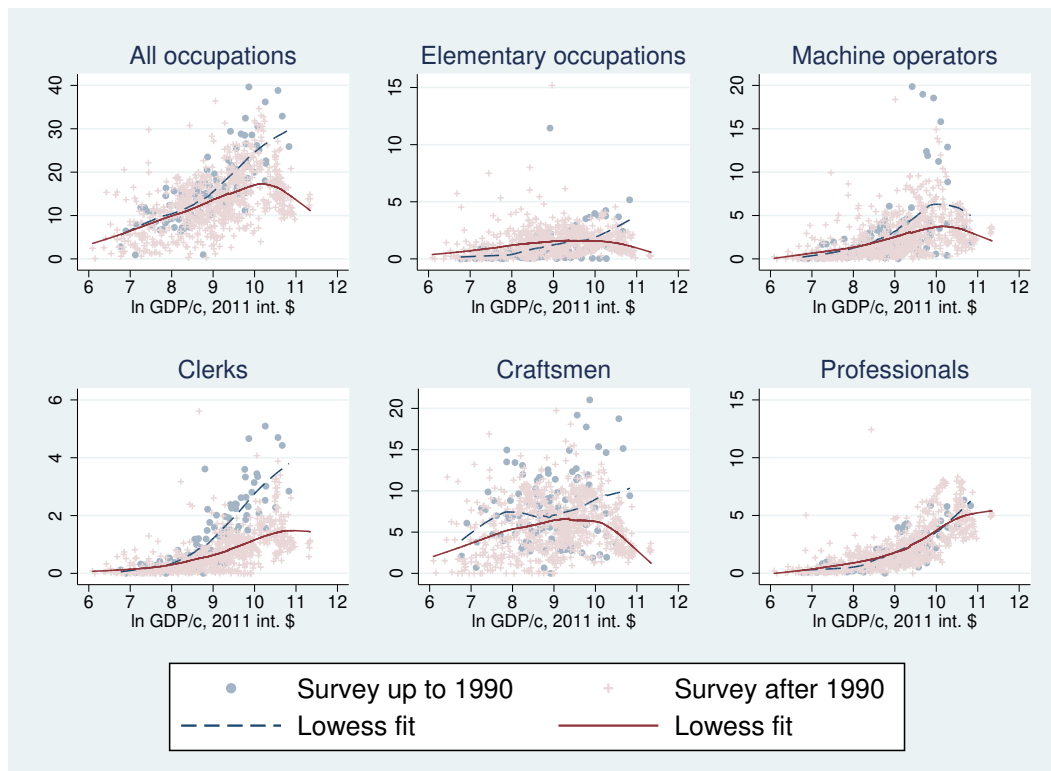 All occupations
40
30
20
10
0
6 7 8 9 10 11 12
ln GDP/c, 2011 int. $
Elementary occupations
15
10
5
0
6 7 8 9 10 11 12
ln GDP/c, 2011 int. $
Machine operators
20
15
10
5
0
6 7 8 9 10 11 12
ln GDP/c, 2011 int. $
Clerks
6
4
2
0
6 7 8 9 10 11 12
ln GDP/c, 2011 int. $
Craftsmen
20
15
10
5
0
6 7 8 9 10 11 12
ln GDP/c, 2011 int. $
Professionals
15
10
5
0
6 7 8 9 10 11 12
ln GDP/c, 2011 int. $
Survey up to 1990 Survey after 1990
Lowess fit Lowess fit